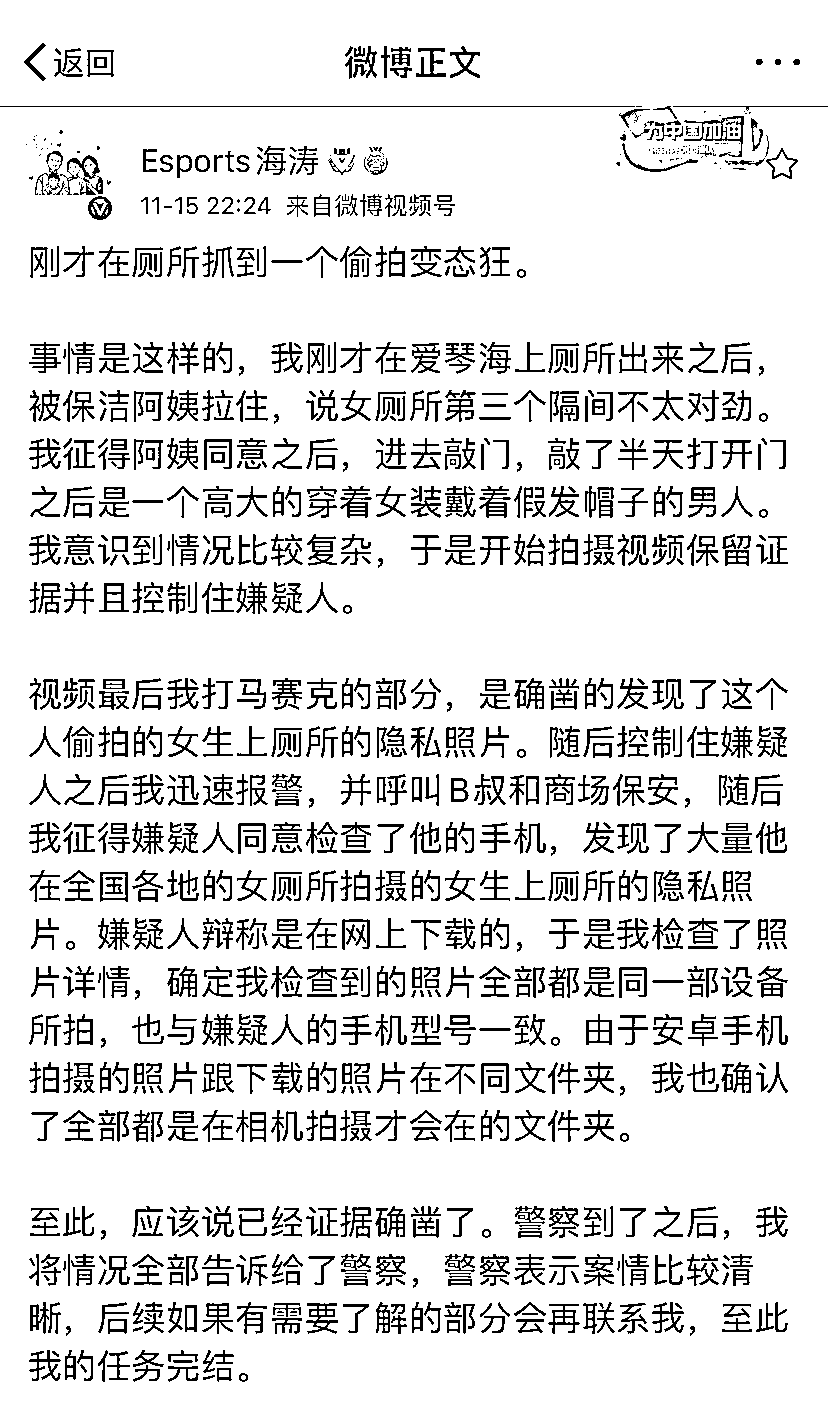 返回
微博正文
为中国加油
Esports海涛
11-15 22:24 来自微博视频号
刚才在厕所抓到一个偷拍变态狂。
事情是这样的，我刚才在爱琴海上厕所出来之后，
被保洁阿姨拉住，说女厕所第三个隔间不太对劲。
我征得阿姨同意之后，进去敲门，敲了半天打开门
之后是一个高大的穿着女装戴着假发帽子的男人。
我意识到情况比较复杂，于是开始拍摄视频保留证
据并且控制住嫌疑人。
视频最后我打马赛克的部分，是确凿的发现了这个
人偷拍的女生上厕所的隐私照片。随后控制住嫌疑
人之后我迅速报警，并呼叫B叔和商场保安，随后
我征得嫌疑人同意检查了他的手机，发现了大量他
在全国各地的女厕所拍摄的女生上厕所的隐私照
片。嫌疑人辩称是在网上下载的，于是我检查了照
片详情，确定我检查到的照片全部都是同一部设备
所拍，也与嫌疑人的手机型号一致。由于安卓手机
拍摄的照片跟下载的照片在不同文件夹，我也确认
了全部都是在相机拍摄才会在的文件夹。
至此，应该说已经证据确凿了。警察到了之后，我
将情况全部告诉给了警察，警察表示案情比较清
晰，后续如果有需要了解的部分会再联系我，至此
我的任务完结。